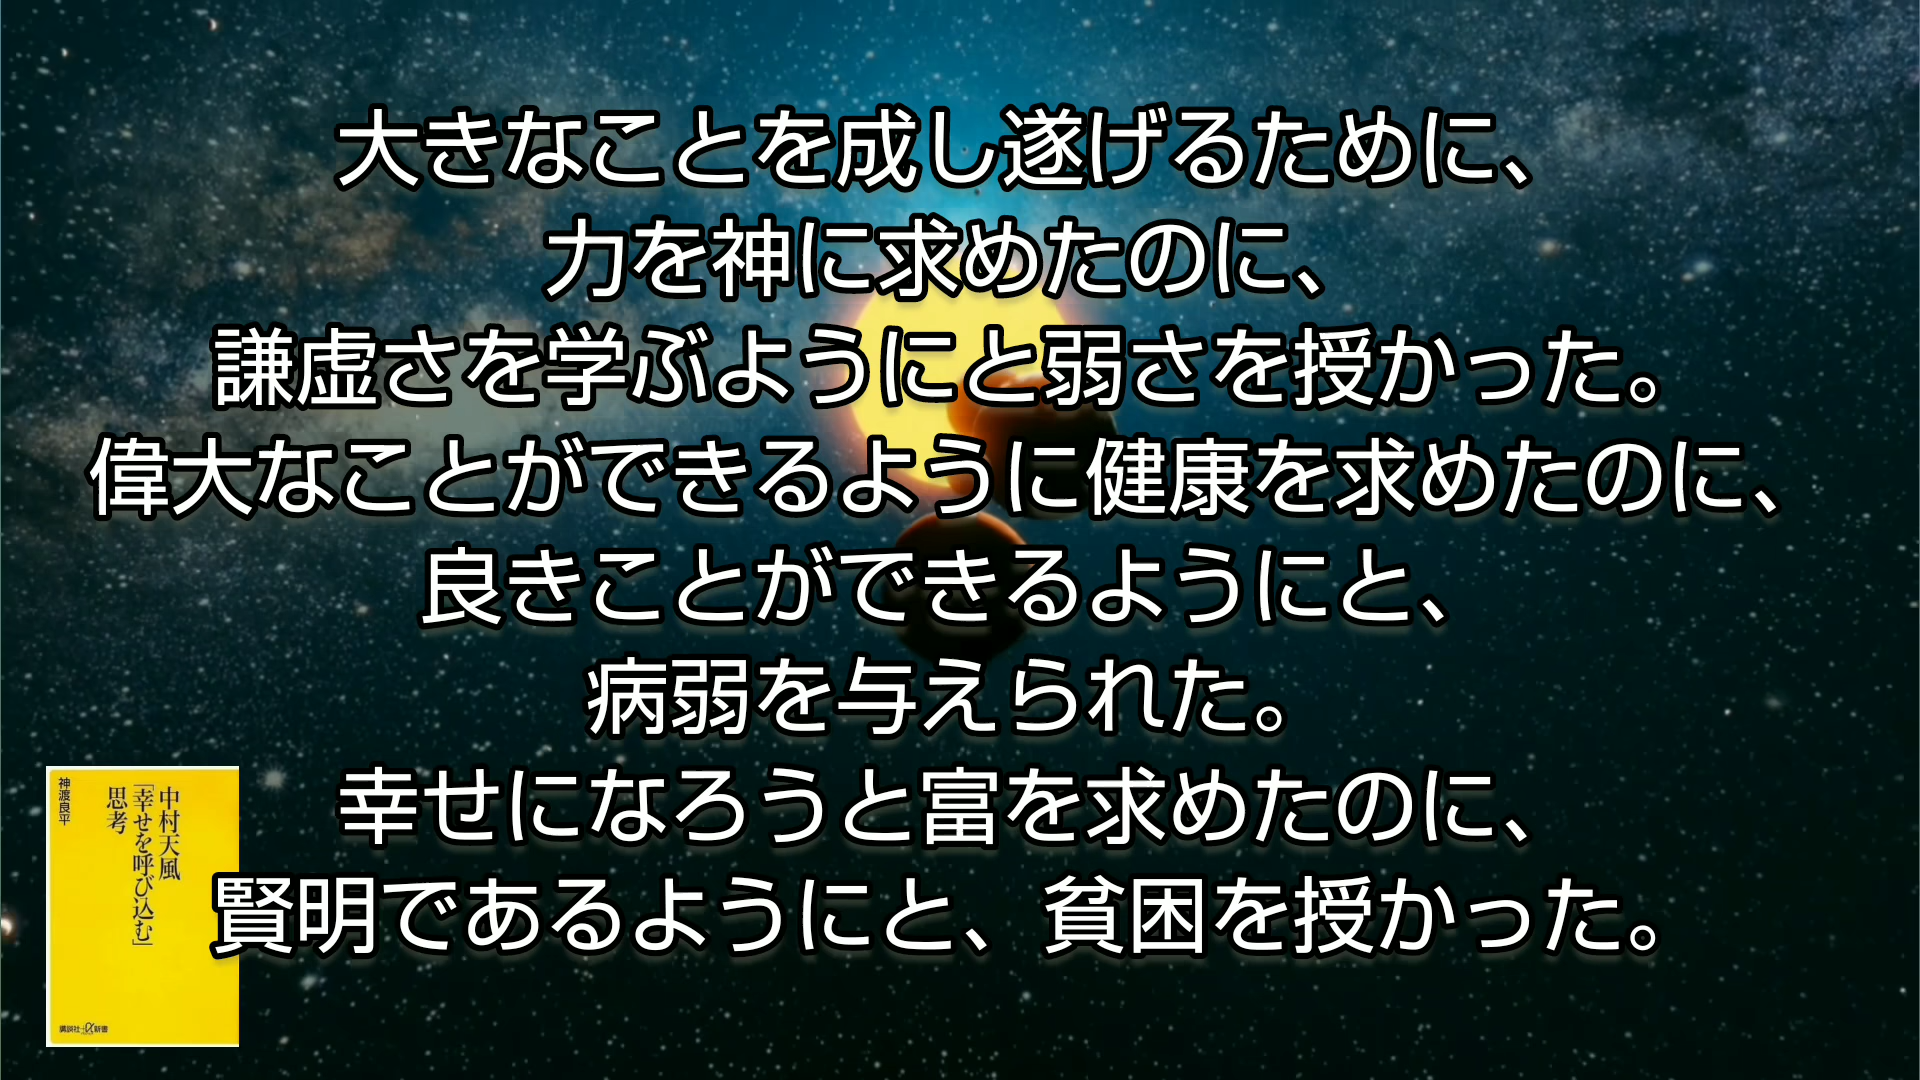 大きなことを成し遂げるために、
力を神に求めたのに、
謙虚さを学ぶようにと弱さを授かった。
偉大なことができるように健康を求めたのに、
良きことができるようにと、
病弱を与えられた。
幸せになろうと富を求めたのに、
賢明であるようにと、貧困を授かった。
中村天風
「幸せを呼び込む」
思考
神渡良平
講談社+α新書